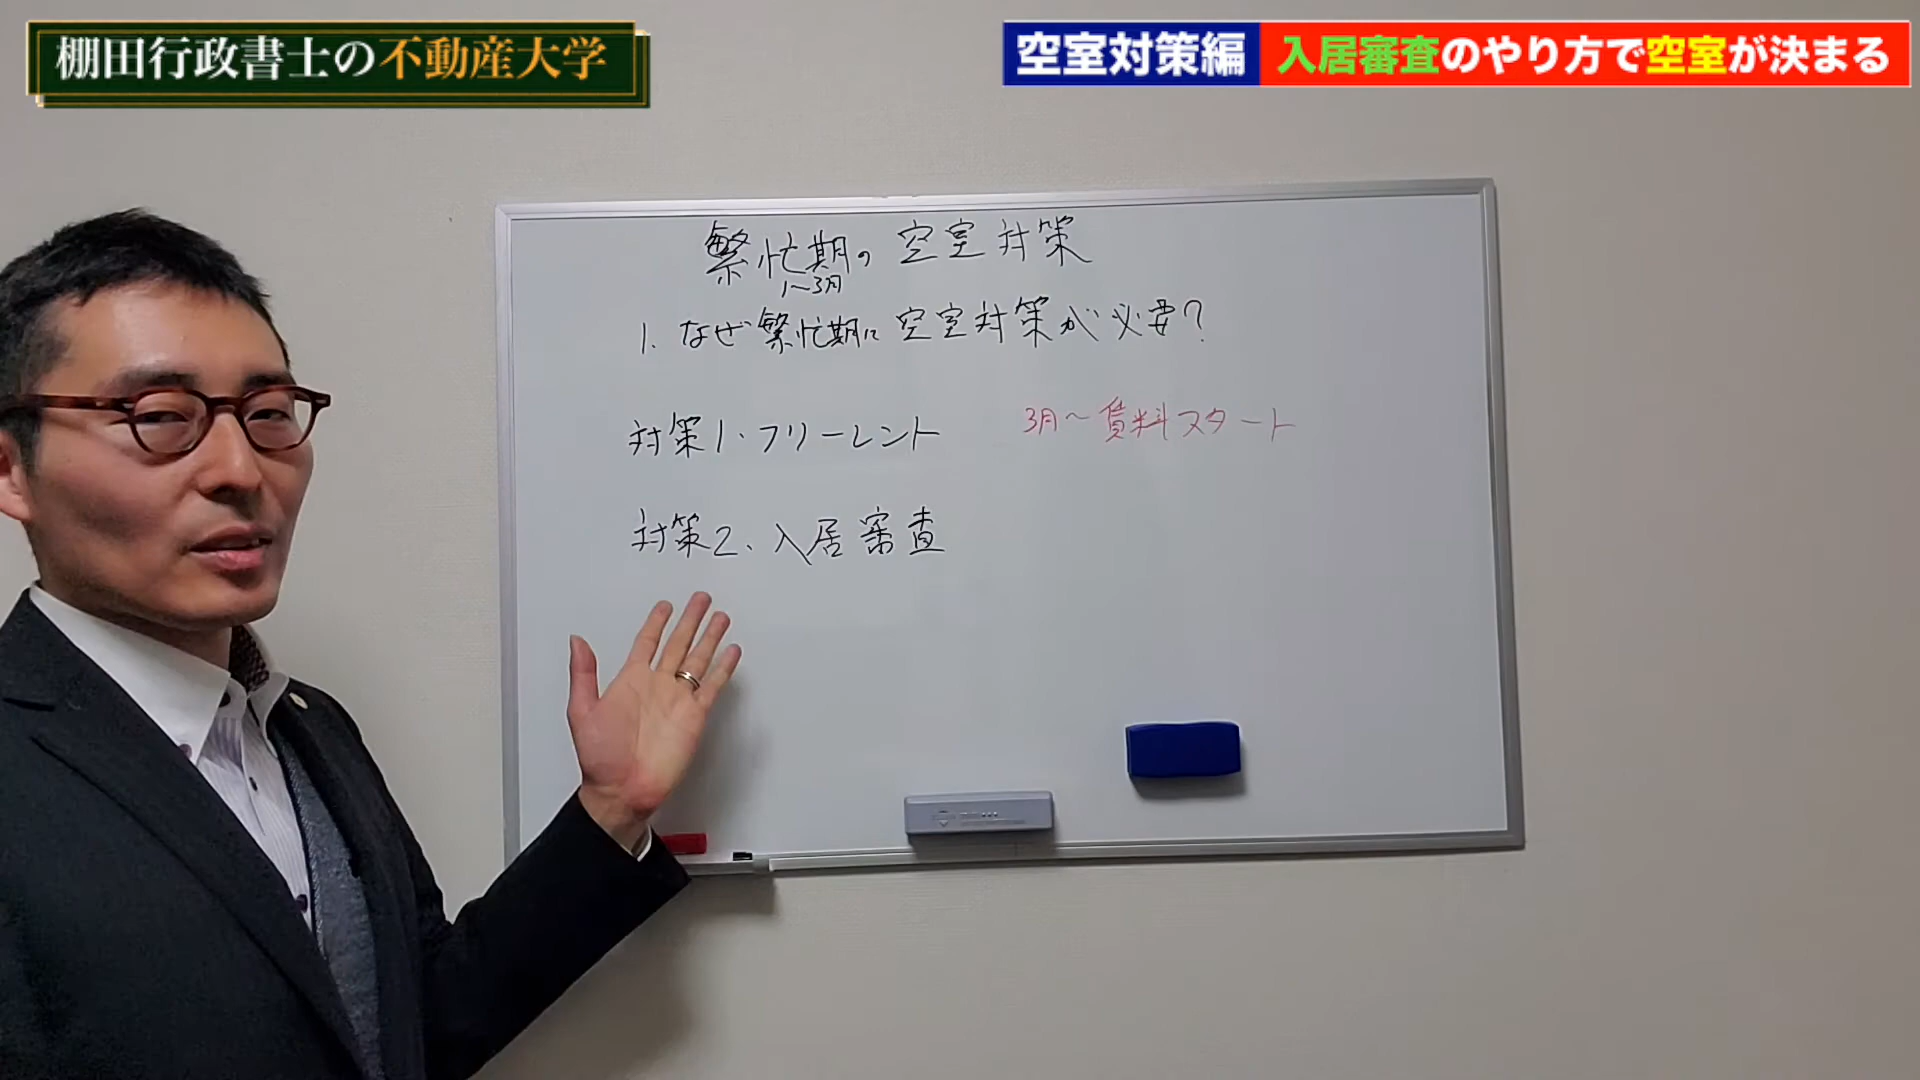 棚田行政書士の不動産大学
空室対策編 入居審査のやり方で空室が決まる
繁忙期の空室対策
1～3月
1. なぜ繁忙期に空室対策が必要?
対策1.フリーレント 3月～賃料スタート
対策2、入居審査